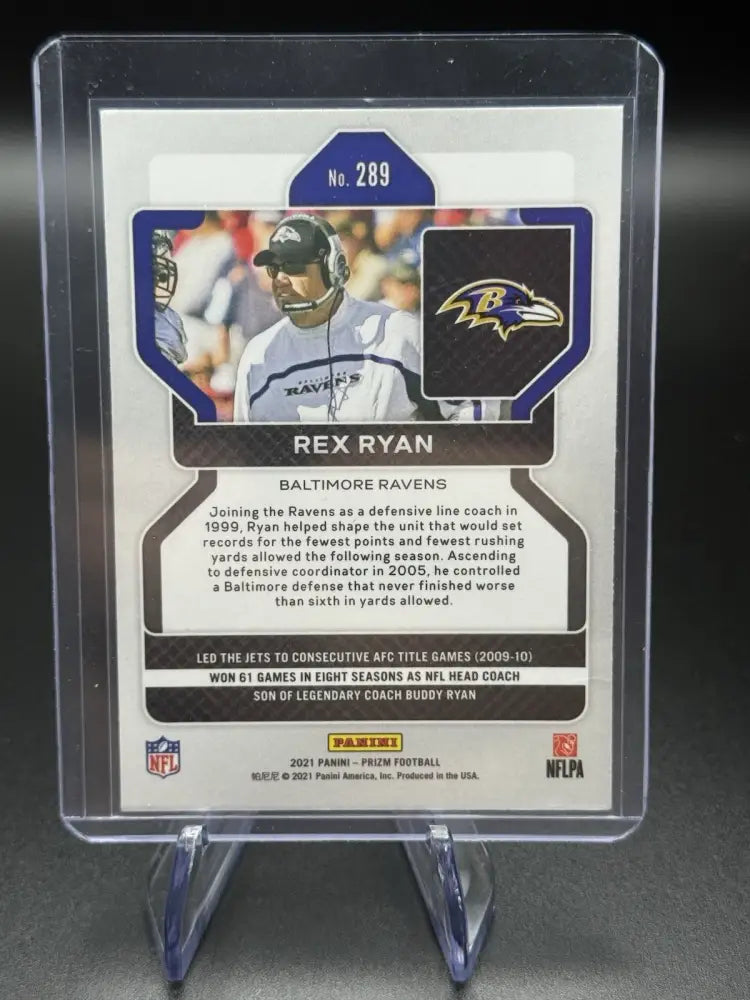 No. 289
B
BALTIMORE
RAVENS
REX RYAN
BALTIMORE RAVENS
Joining the Ravens as a defensive line coach in
1999, Ryan helped shape the unit that would set
records for the fewest points and fewest rushing
yards allowed the following season. Ascending
to defensive coordinator in 2005, he controlled
a Baltimore defense that never finished worse
than sixth in yards allowed.
LED THE JETS TO CONSECUTIVE AFC TITLE GAMES (2009-10)
WON 61 GAMES IN EIGHT SEASONS AS NFL HEAD COACH
SON OF LEGENDARY COACH BUDDY RYAN
PANINI
NFL
2021 PANINI – PRIZM FOOTBALL
帕尼尼 © 2021 Panini America, Inc. Produced in the USA.
NFLPA